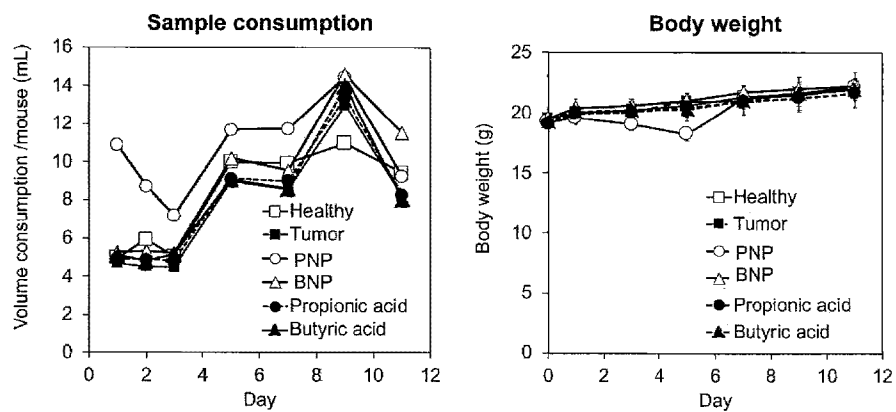 Sample consumption
Volume consumption /mouse (mL)
16
14
12
10
8
6
4
2
0
0 2 4 6 8 10 12
Day
Healthy
Tumor
PNP
BNP
Propionic acid
Butyric acid
Body weight
Body weight (g)
25
20
15
10
5
0
0 2 4 6 8 10 12
Day
Healthy
Tumor
PNP
BNP
Propionic acid
Butyric acid